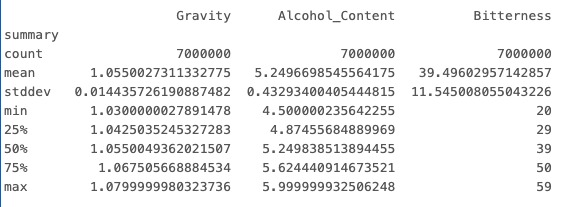 Gravity Alcohol_Content Bitterness
summary
count 7000000 7000000 7000000
mean 1.0550027311332775 5.2496698545564175 39.49602957142857
stddev 0.014435726190887482 0.43293400405444815 11.545008055043226
min 1.0300000027891478 4.500000235642255 20
25% 1.0425035245327283 4.87455684889969 29
50% 1.0550049362021507 5.249838513894455 39
75% 1.067505668884534 5.624440914673521 50
max 1.0799999980323736 5.999999932506248 59